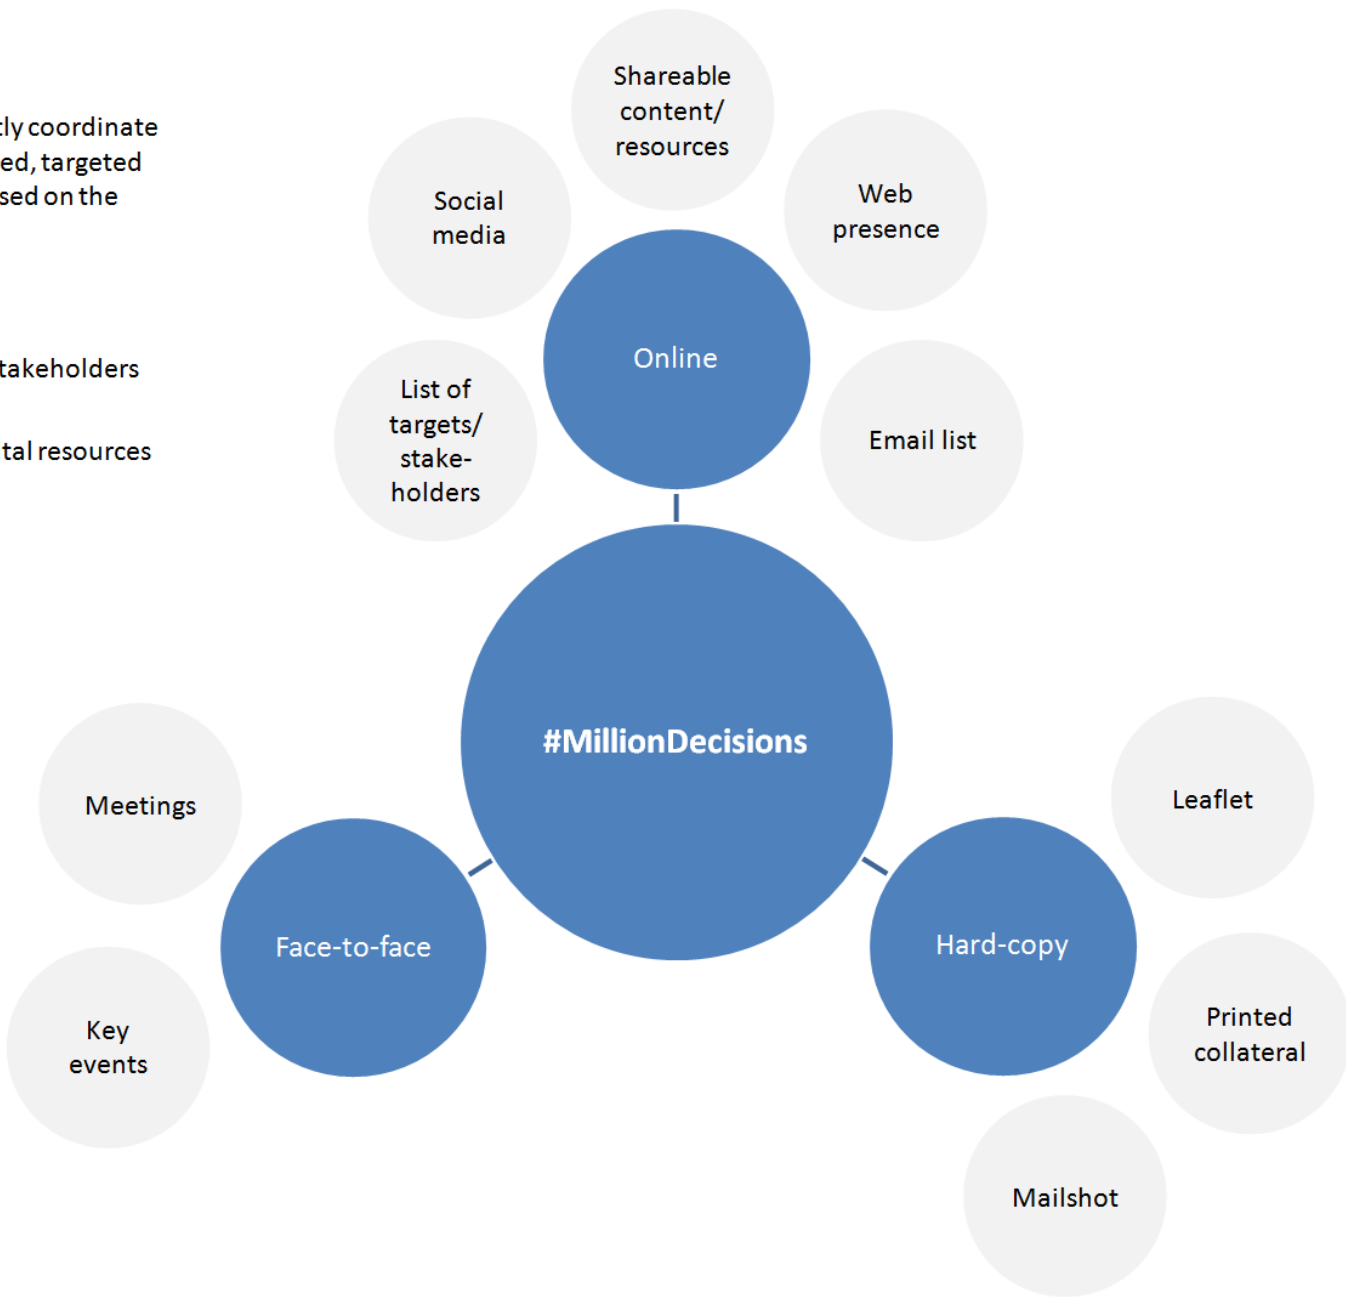 tly coordinate
ed, targeted
sed on the
takeholders
tal resources
Shareable
content/
resources
Social
media
Web
presence
Online
List of
targets/
stake-
holders
Email list
#MillionDecisions
Meetings
Leaflet
Face-to-face
Hard-copy
Key
events
Printed
collateral
Mailshot